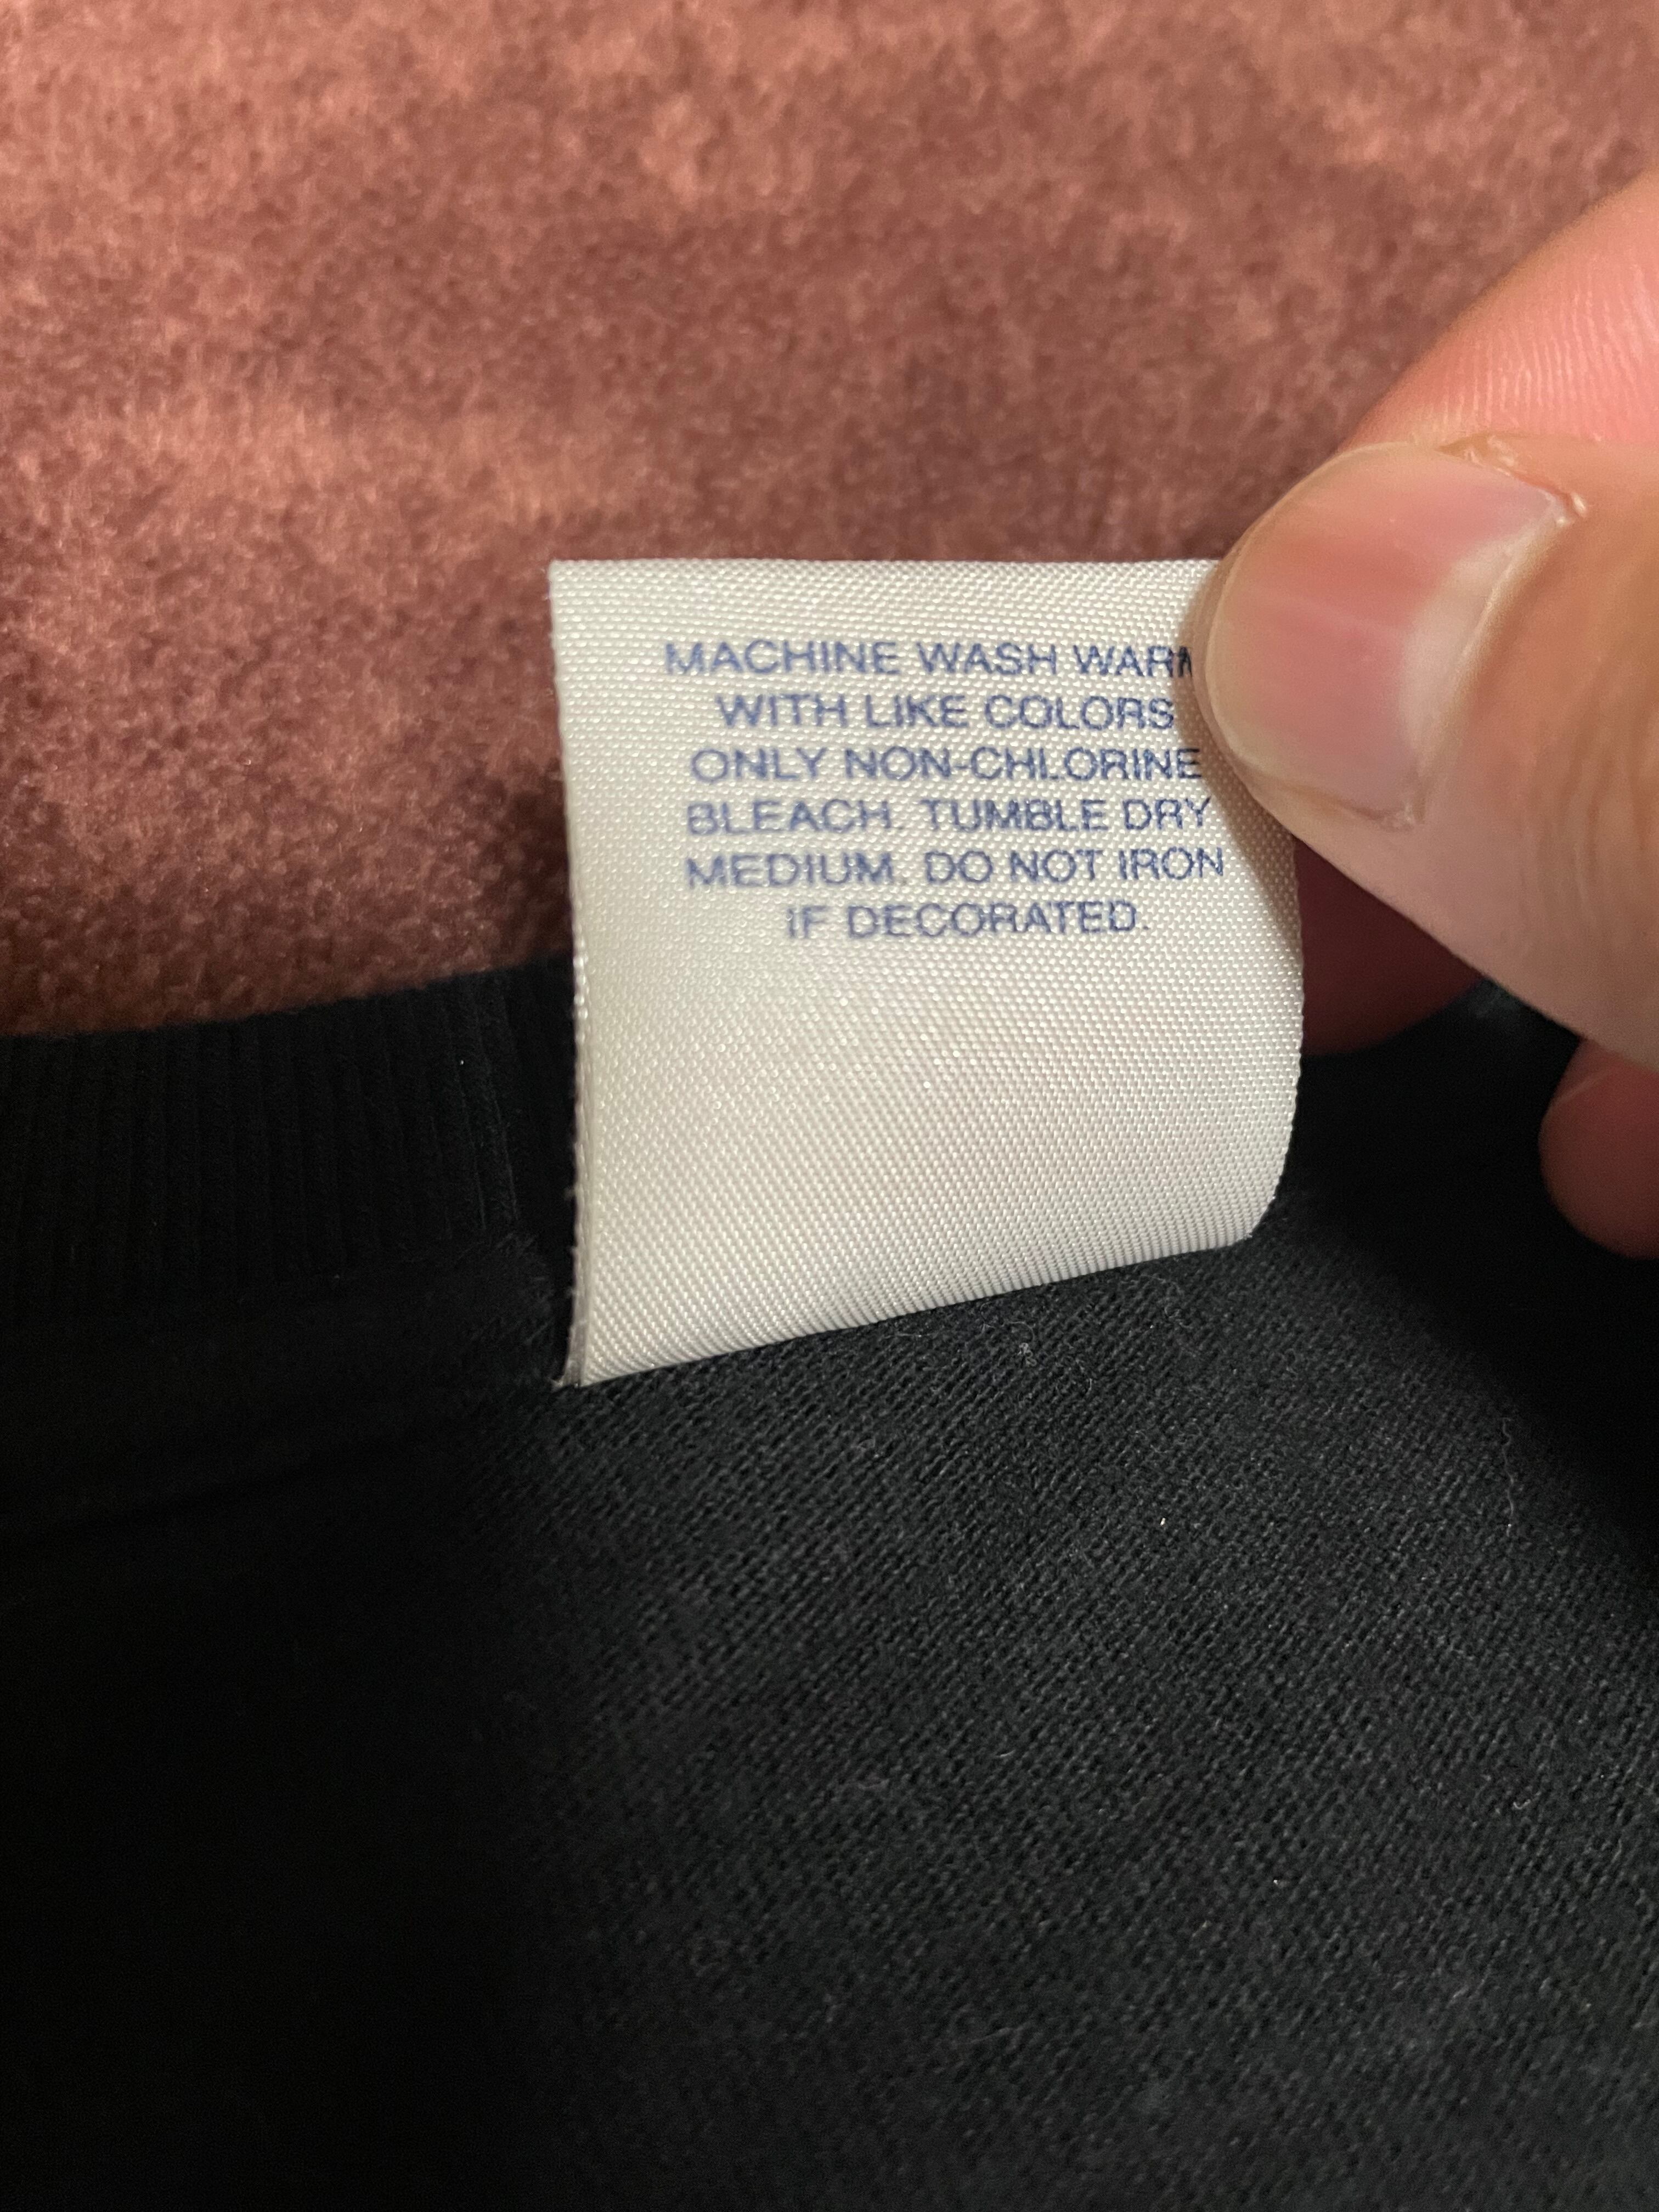 MACHINE WASH WARM
WITH LIKE COLORS
ONLY NON-CHLORINE
BLEACH. TUMBLE DRY
MEDIUM. DO NOT IRON
IF DECORATED.